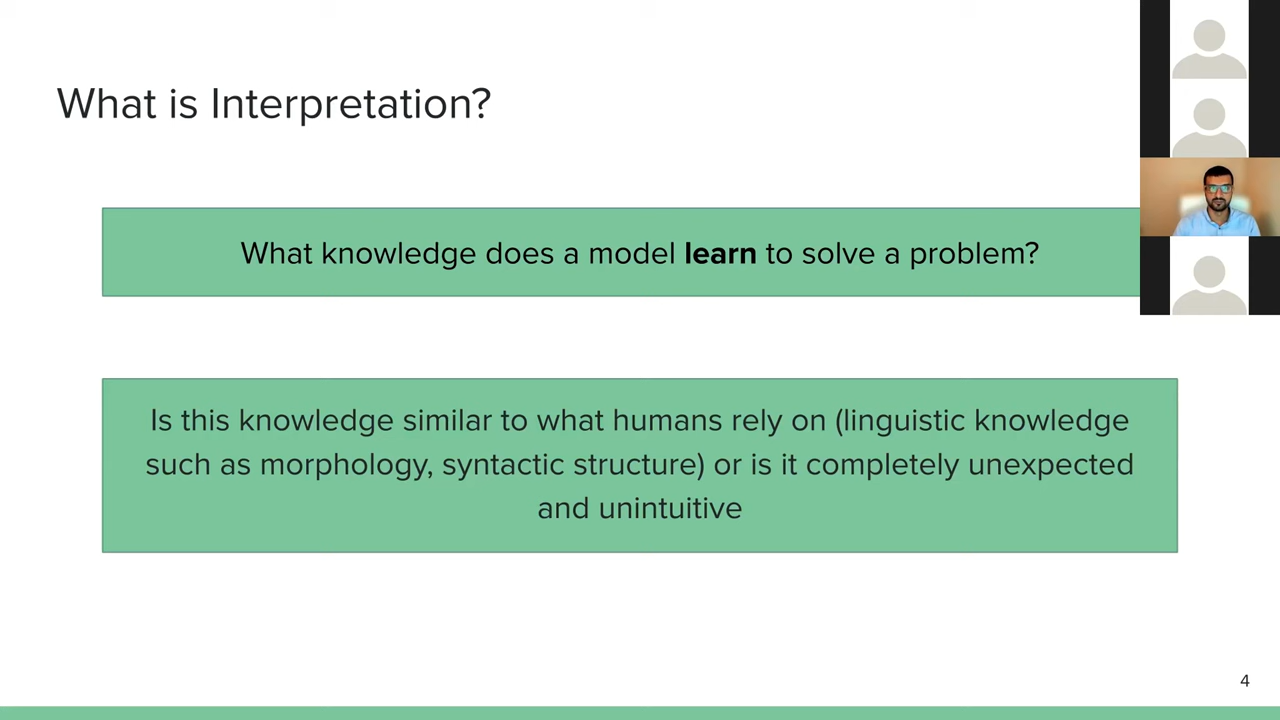 What is Interpretation?
What knowledge does a model learn to solve a problem?
Is this knowledge similar to what humans rely on (linguistic knowledge
such as morphology, syntactic structure) or is it completely unexpected
and unintuitive
4